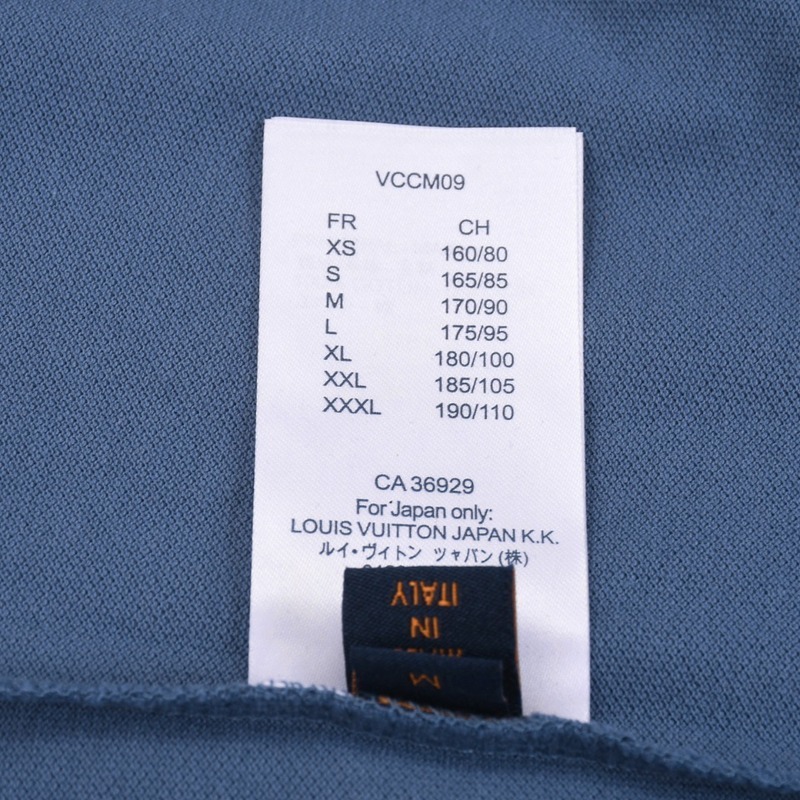 VCCM09
FR CH
XS 160/80
S 165/85
M 170/90
L 175/95
XL 180/100
XXL 185/105
XXXL 190/110
CA 36929
For Japan only:
LOUIS VUITTON JAPAN K.K.
ルイ・ヴィトン ツャパン (株)
ITALY
IN
M